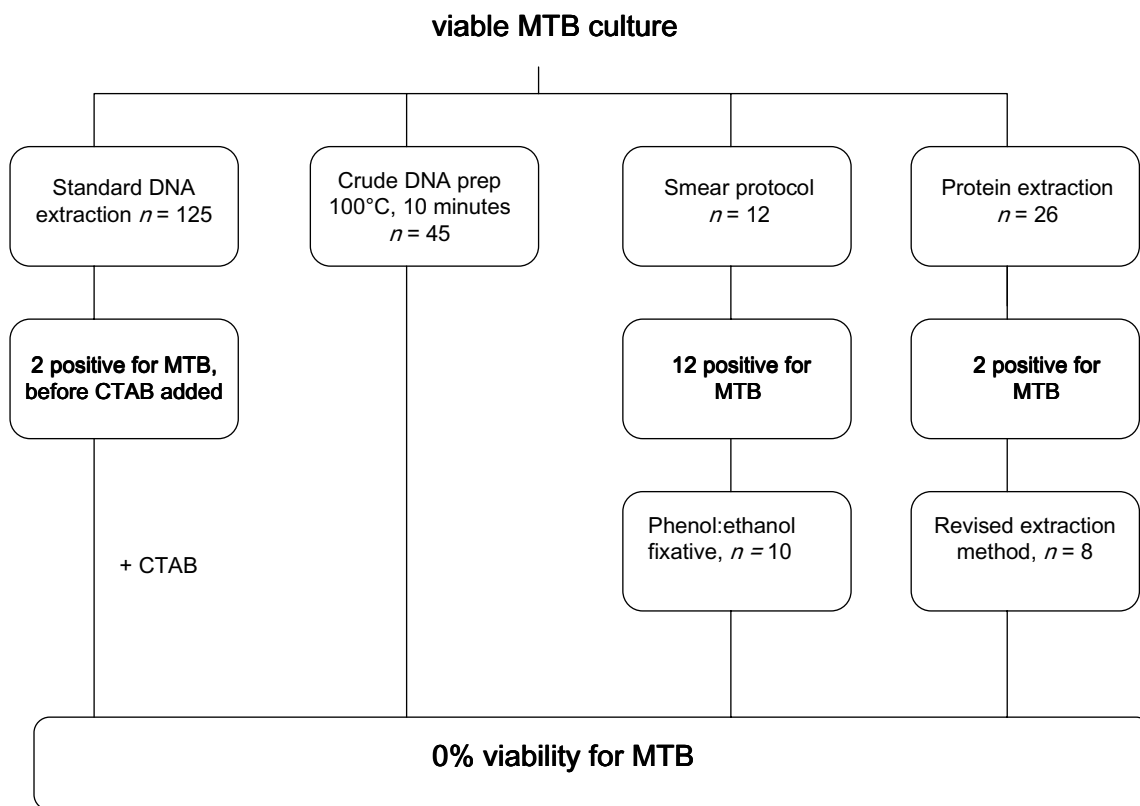 viable MTB culture
Standard DNA
extraction n = 125
Crude DNA prep
100°C, 10 minutes
n = 45
Smear protocol
n = 12
Protein extraction
n = 26
2 positive for MTB,
before CTAB added
12 positive for
MTB
2 positive for
MTB
+ CTAB
Phenol:ethanol
fixative, n = 10
Revised extraction
method, n = 8
0% viability for MTB